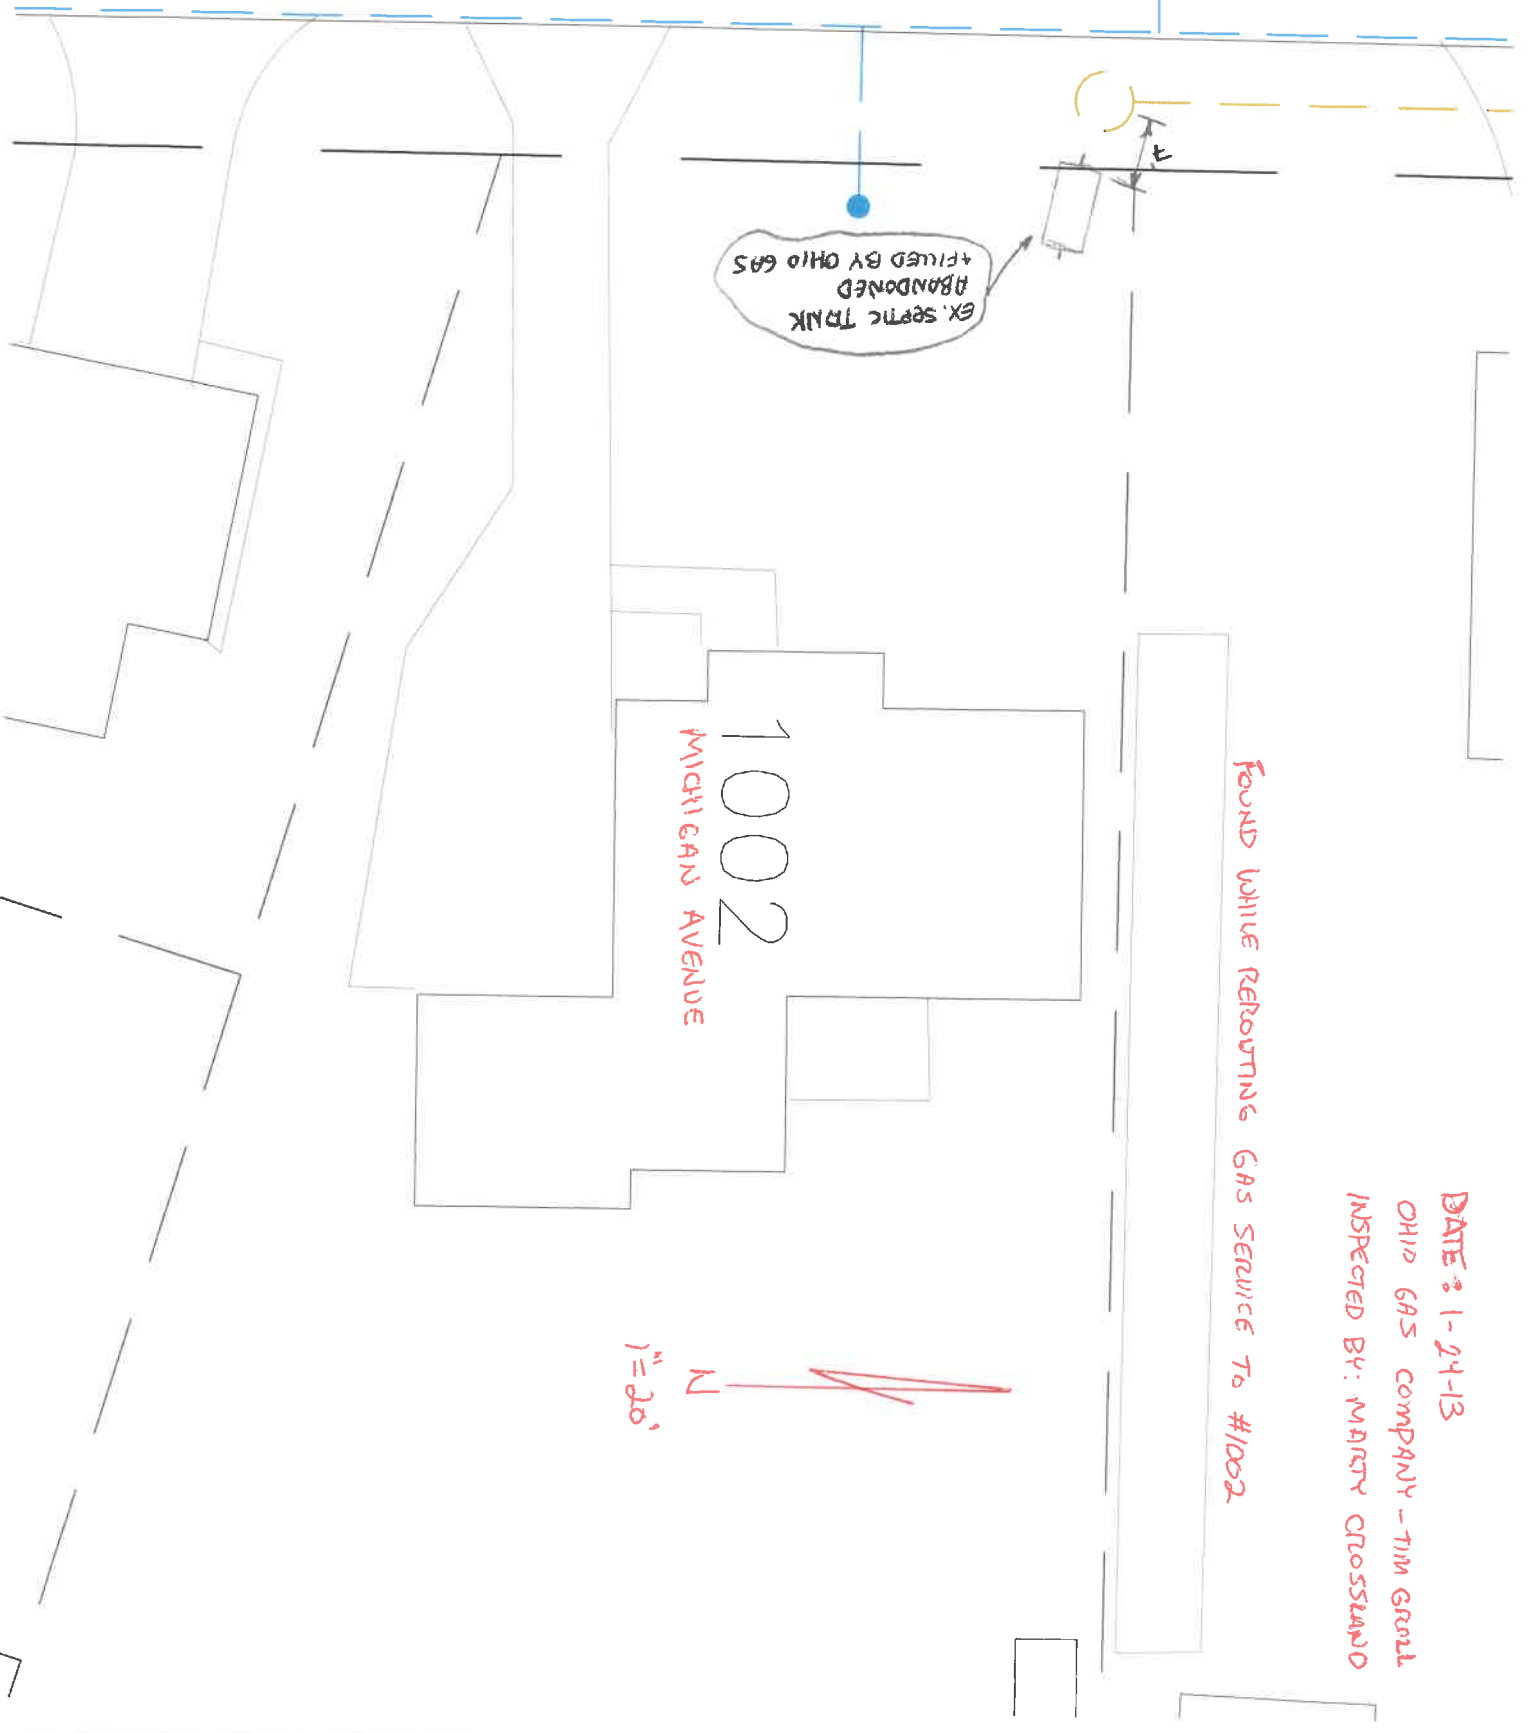 DATE: 1-24-13
OHIO GAS COMPANY - TIM
INSPECTED BY: MARTY CROSSLAND
FOUND WHILE REROUTING GAS SERVICE TO #1002
1002
MICHIGAN AVENUE
EX. SEPTIC TANK
ABANDONED
+FILLED BY OHIO GAS
7'
N
1"=20'